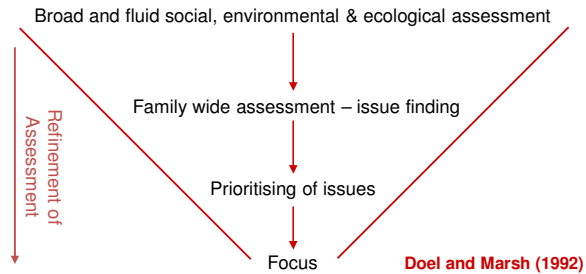 Broad and fluid social, environmental & ecological assessment
Refinement of
Assessment
Family wide assessment – issue finding
Prioritising of issues
Focus
Doel and Marsh (1992)